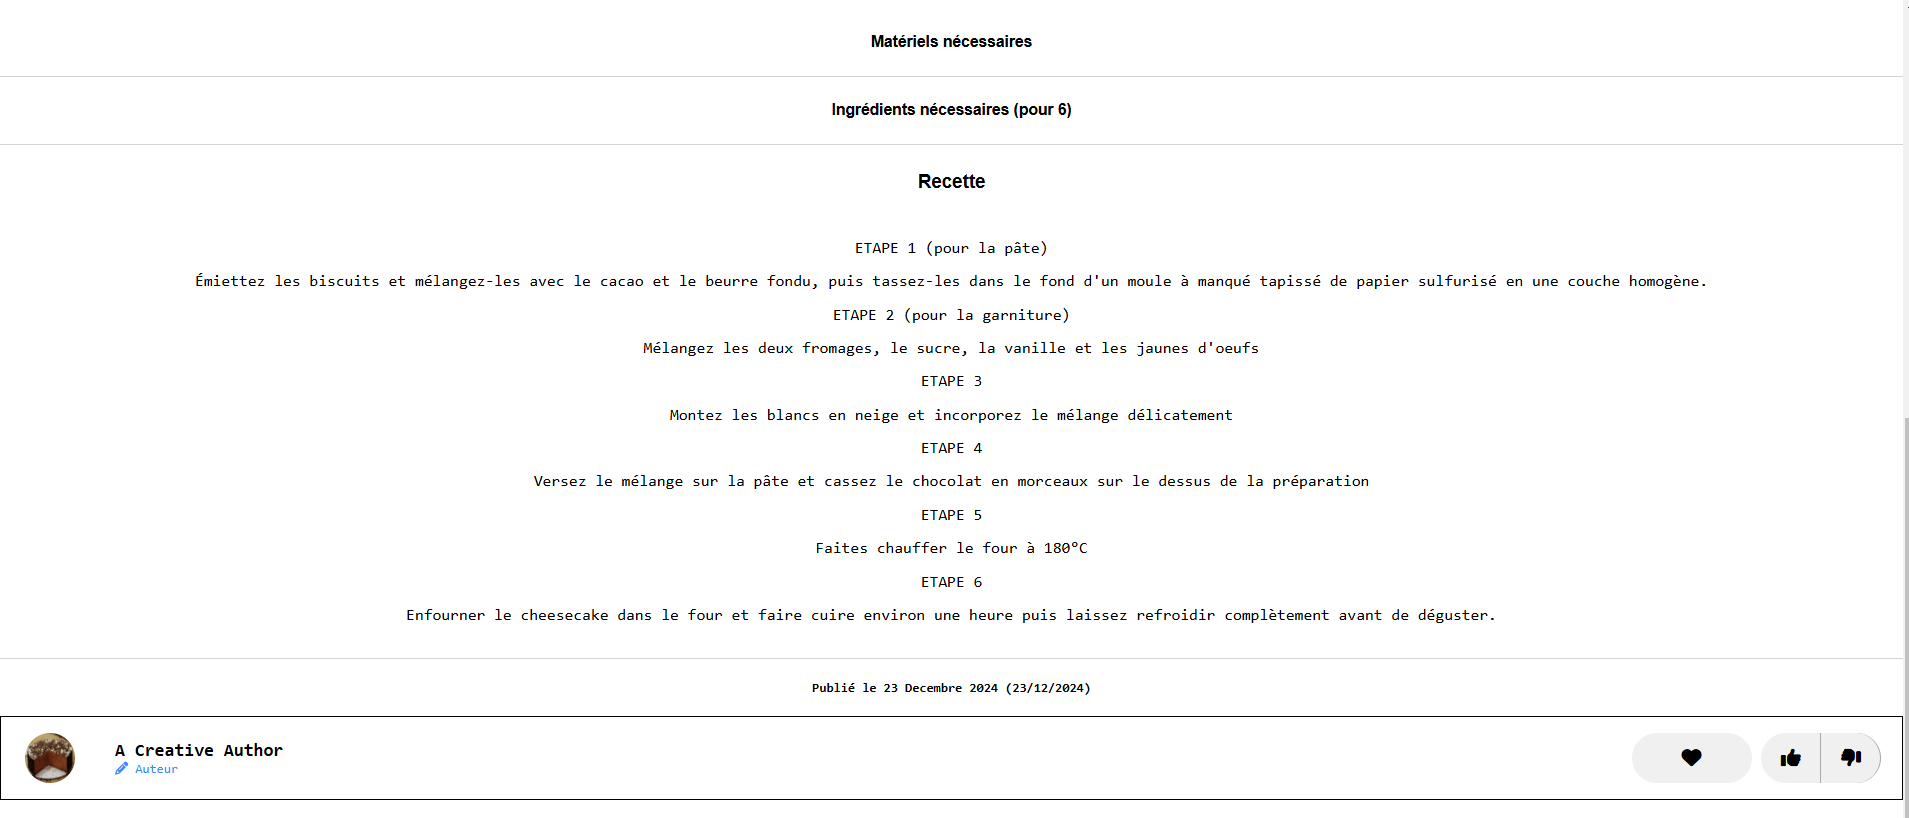 Matériels nécessaires
Ingrédients nécessaires (pour 6)
Recette
ETAPE 1 (pour la pâte)
Émiettez les biscuits et mélangez-les avec le cacao et le beurre fondu, puis tassez-les dans le fond d'un moule à manqué tapissé de papier sulfurisé en une couche homogène.
ETAPE 2 (pour la garniture)
Mélangez les deux fromages, le sucre, la vanille et les jaunes d'oeufs
ETAPE 3
Montez les blancs en neige et incorporez le mélange délicatement
ETAPE 4
Versez le mélange sur la pâte et cassez le chocolat en morceaux sur le dessus de la préparation
ETAPE 5
Faites chauffer le four à 180°C
ETAPE 6
Enfourner le cheesecake dans le four et faire cuire environ une heure puis laissez refroidir complètement avant de déguster.
Publié le 23 Decembre 2024 (23/12/2024)
A Creative Author
Auteur